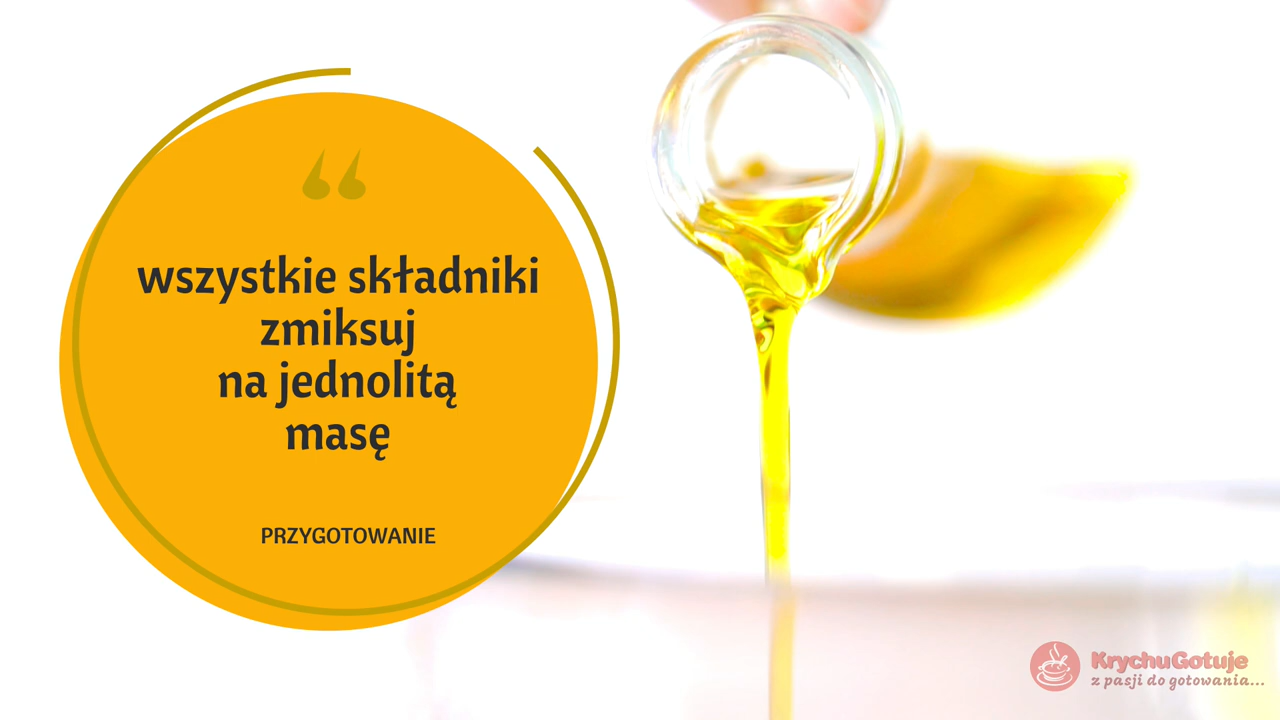 “
wszystkie składniki
zmiksuj
na jednolitą
masę
PRZYGOTOWANIE
KrychuGotuje
z pasji do gotowania...